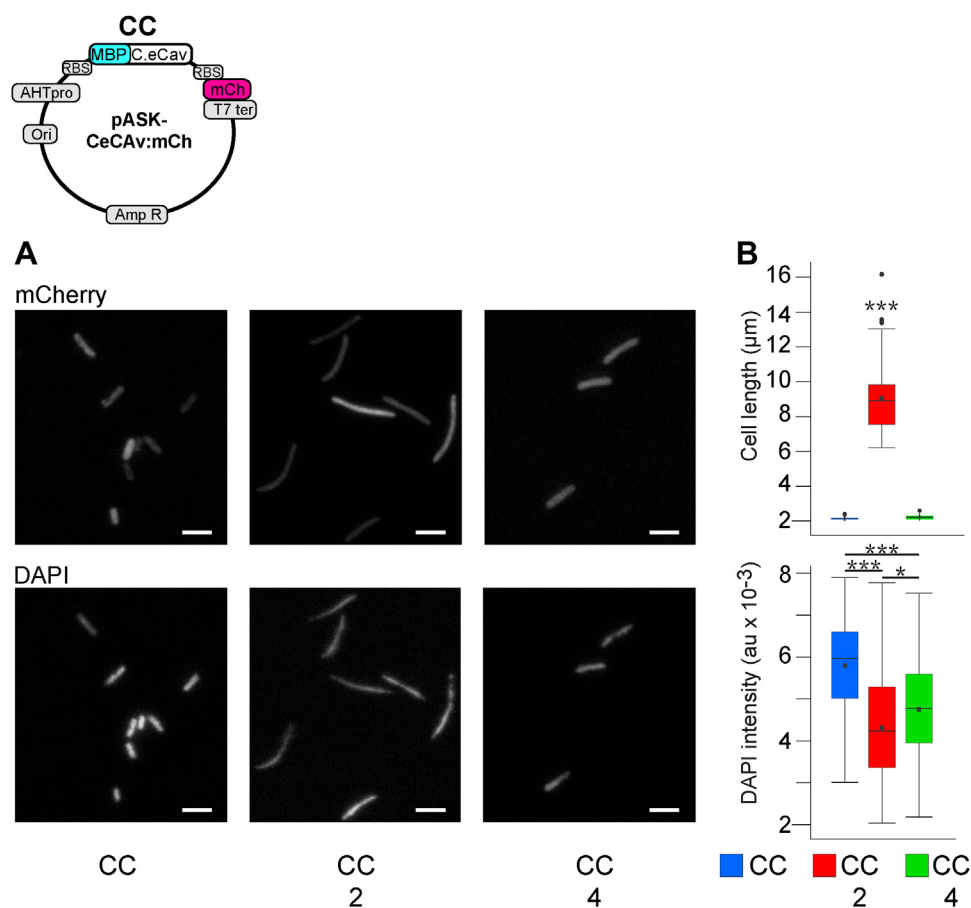 CC
MBP C.eCav
RBS
RBS
AHTpro
mCh
T7 ter
pASK-
CeCAv:mCh
Ori
Amp R
A
mCherry
DAPI
CC
CC
2
CC
4
B
Cell length (µm)
16
14
12
10
8
6
4
2
***
DAPI intensity (au x 10-3)
8
6
4
2
***
***
*
CC
CC
2
CC
4